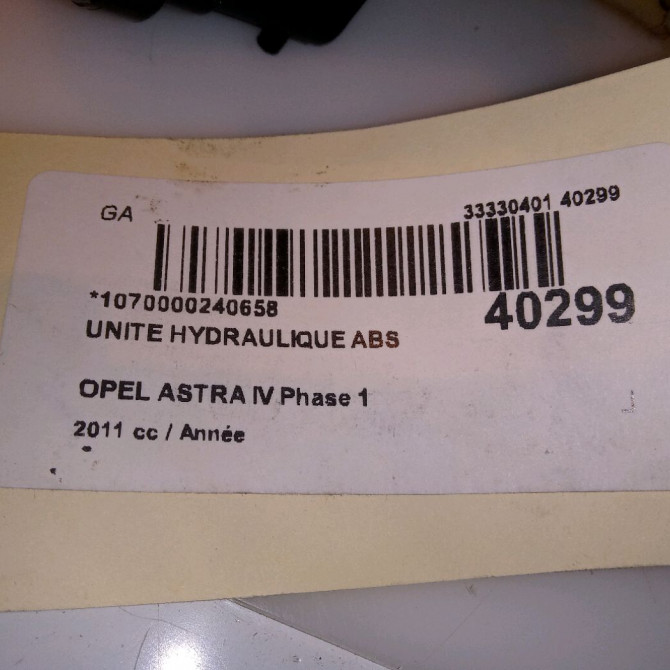 GA
33330401 40299
*1070000240658
40299
UNITE HYDRAULIQUE ABS
OPEL ASTRA IV Phase 1
2011 cc / Année